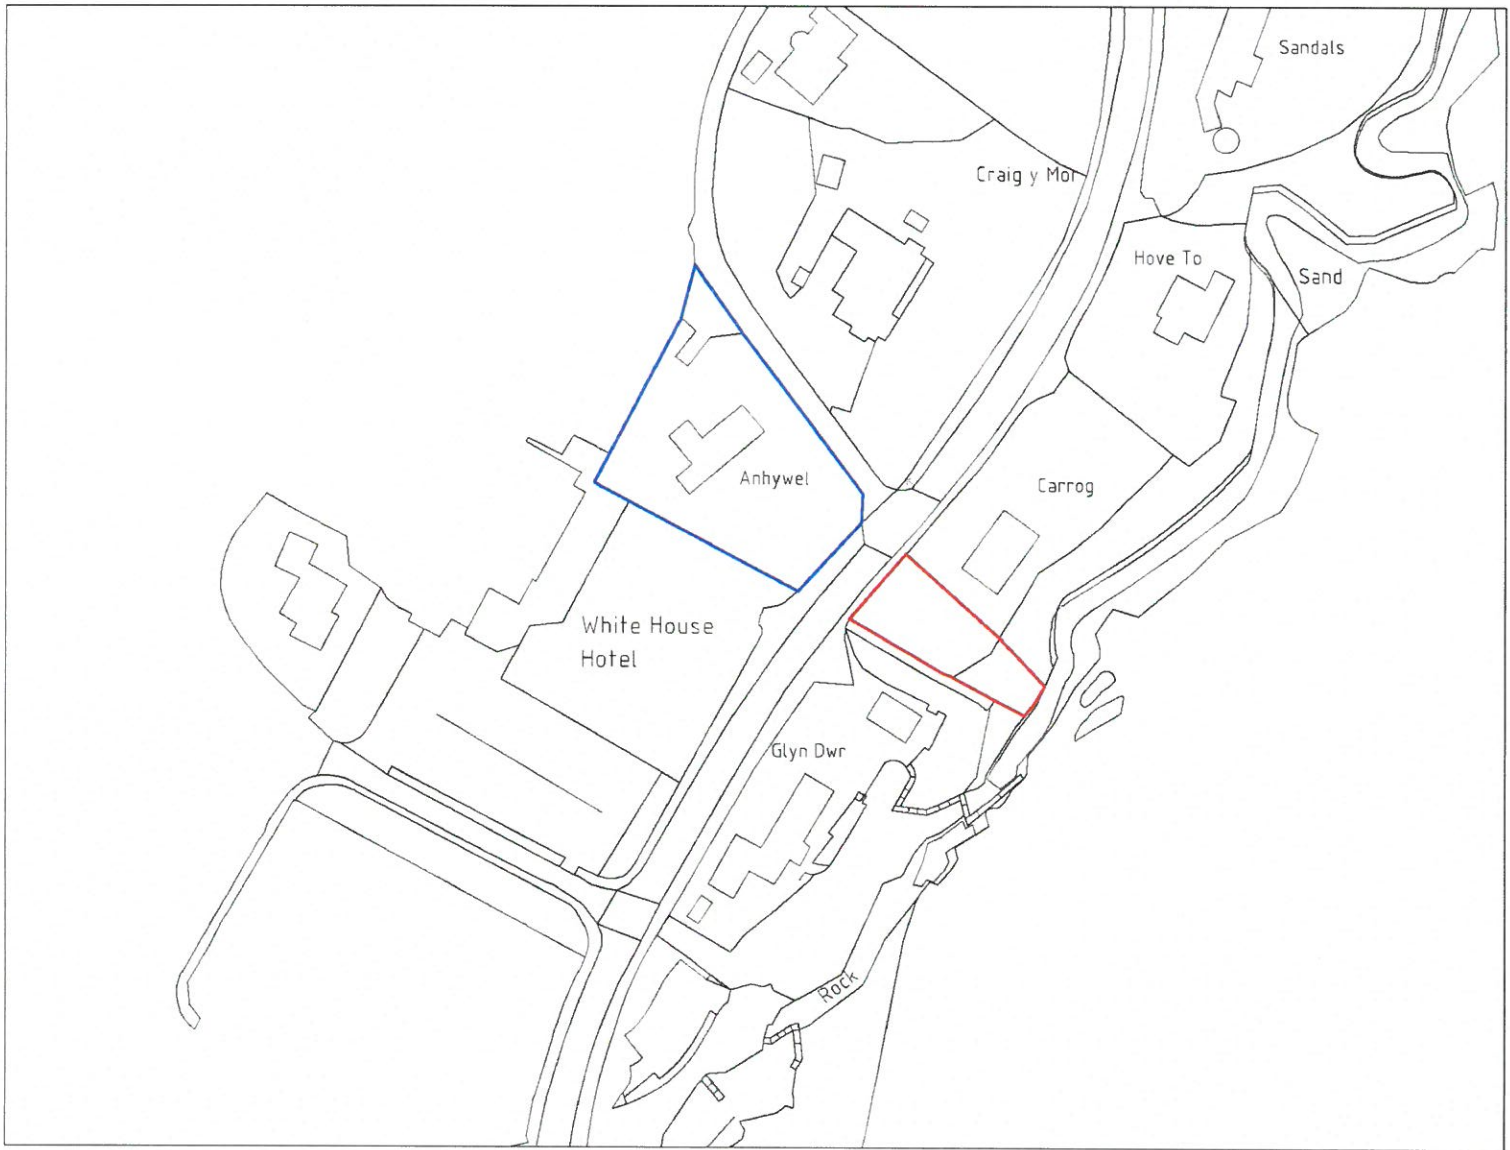 Sandals
Craig y Mor
Hove To
Sand
Anhywel
Carrog
White House
Hotel
Glyn Dwr
Rock